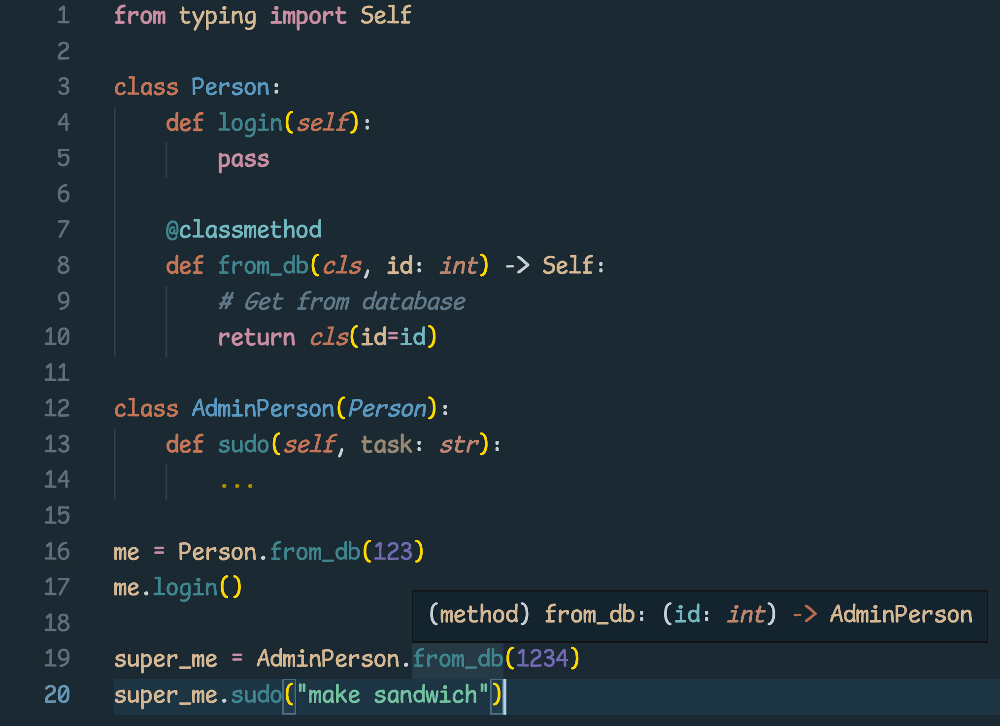 1 from typing import Self
2
3 class Person:
4     def login(self):
5         pass
6
7     @classmethod
8     def from_db(cls, id: int) -> Self:
9         # Get from database
10         return cls(id=id)
11
12 class AdminPerson(Person):
13     def sudo(self, task: str):
14         ...
15
16 me = Person.from_db(123)
17 me.login()
(method) from_db: (id: int) -> AdminPerson
18
19 super_me = AdminPerson.from_db(1234)
20 super_me.sudo("make sandwich")